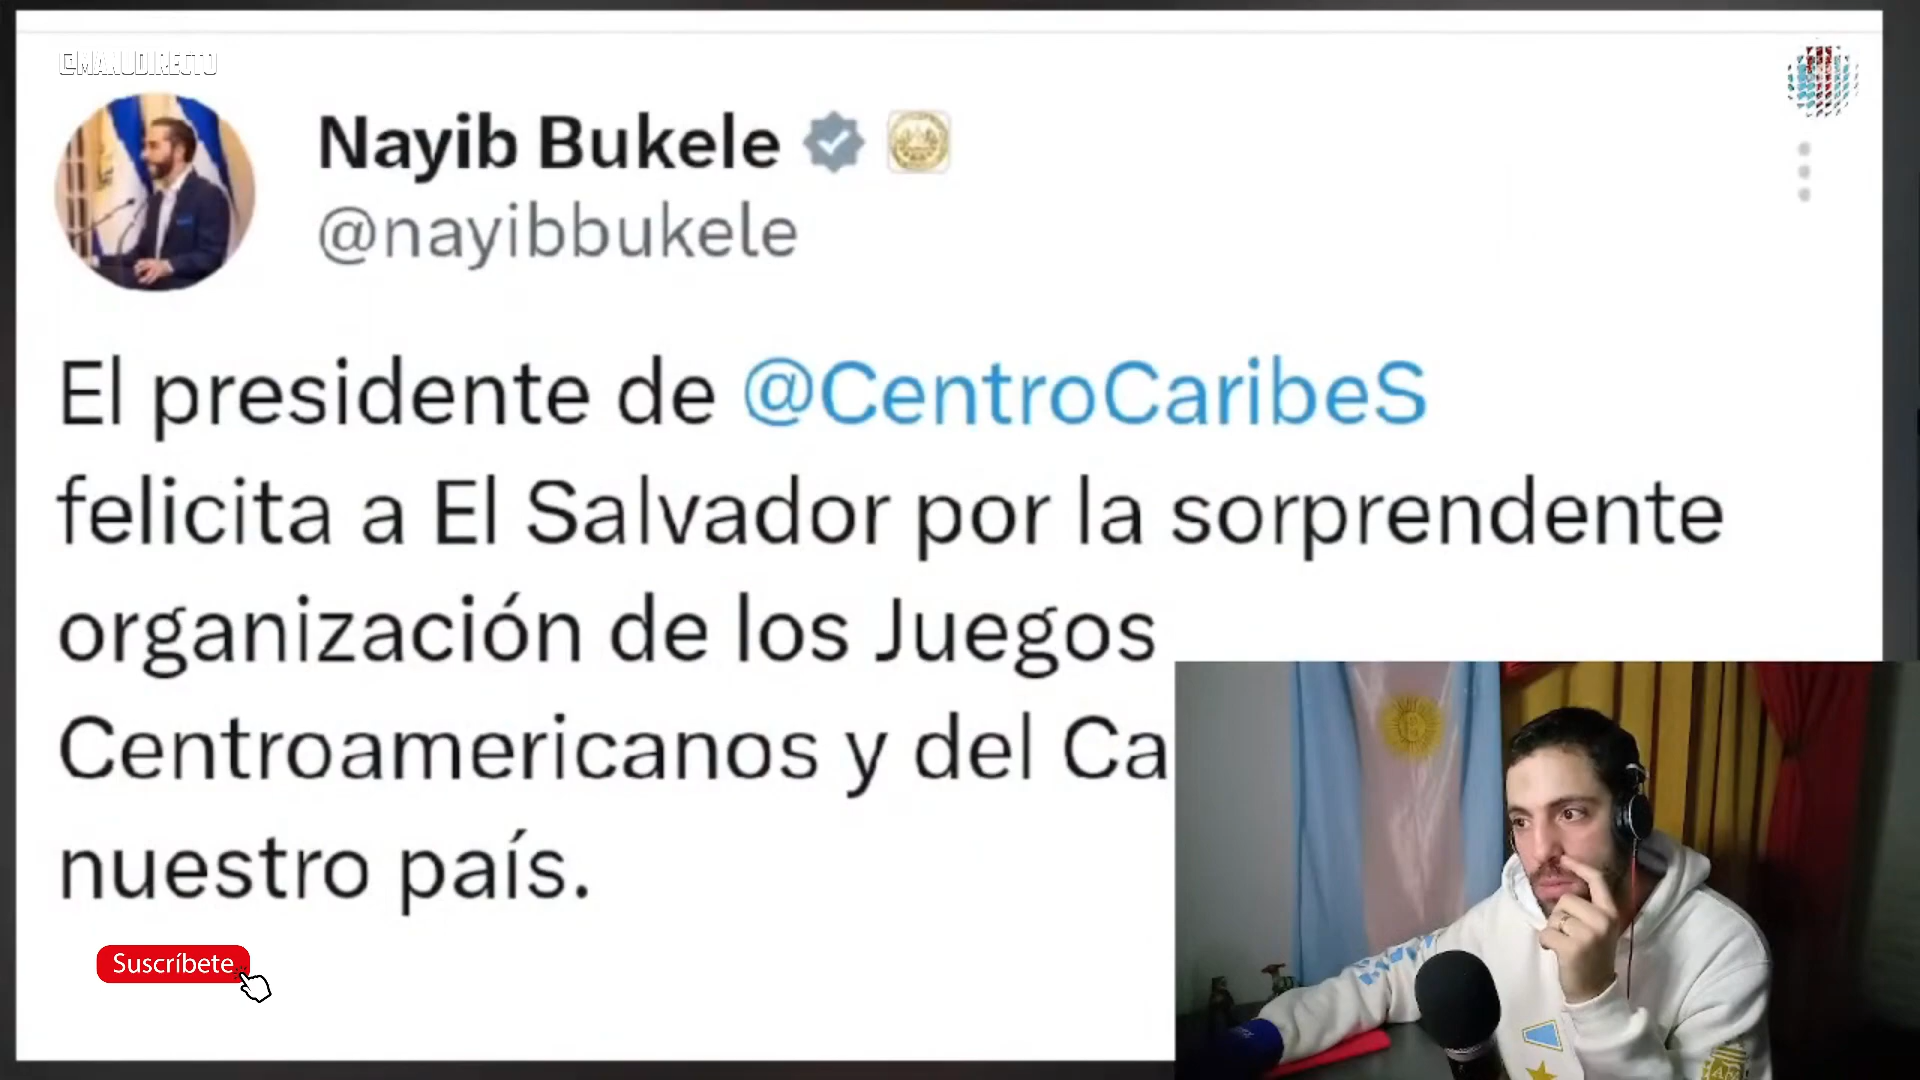 @MANUDIRECTO
Nayib Bukele
@nayibbukele
El presidente de @CentroCaribeS
felicita a El Salvador por la sorprendente
organización de los Juegos
Centroamericanos y del Ca
nuestro país.
Suscríbete